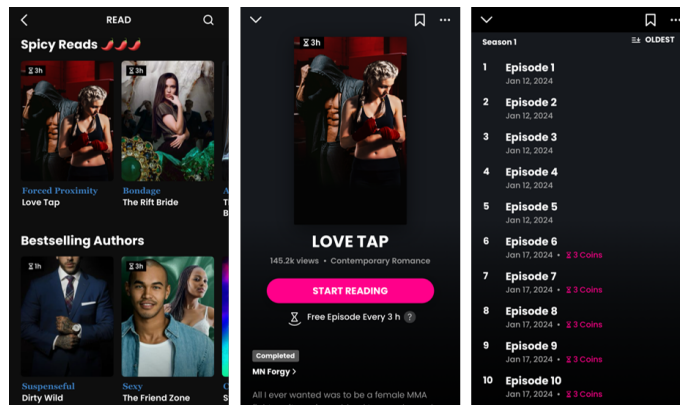 READ
Spicy Reads
3h
3h
Forced Proximity
Love Tap
Bondage
The Rift Bride
A
T
B
Bestselling Authors
1h
3h
Suspenseful
Dirty Wild
Sexy
The Friend Zone
C
S
3h
LOVE TAP
145.2k views • Contemporary Romance
START READING
Free Episode Every 3 h ?
Completed
MN Forgy >
All I ever wanted was to be a female MMA
Season 1
OLDEST
1 Episode 1
Jan 12, 2024
2 Episode 2
Jan 12, 2024
3 Episode 3
Jan 12, 2024
4 Episode 4
Jan 12, 2024
5 Episode 5
Jan 12, 2024
6 Episode 6
Jan 17, 2024 • 3 Coins
7 Episode 7
Jan 17, 2024 • 3 Coins
8 Episode 8
Jan 17, 2024 • 3 Coins
9 Episode 9
Jan 17, 2024 • 3 Coins
10 Episode 10
Jan 17, 2024 • 3 Coins